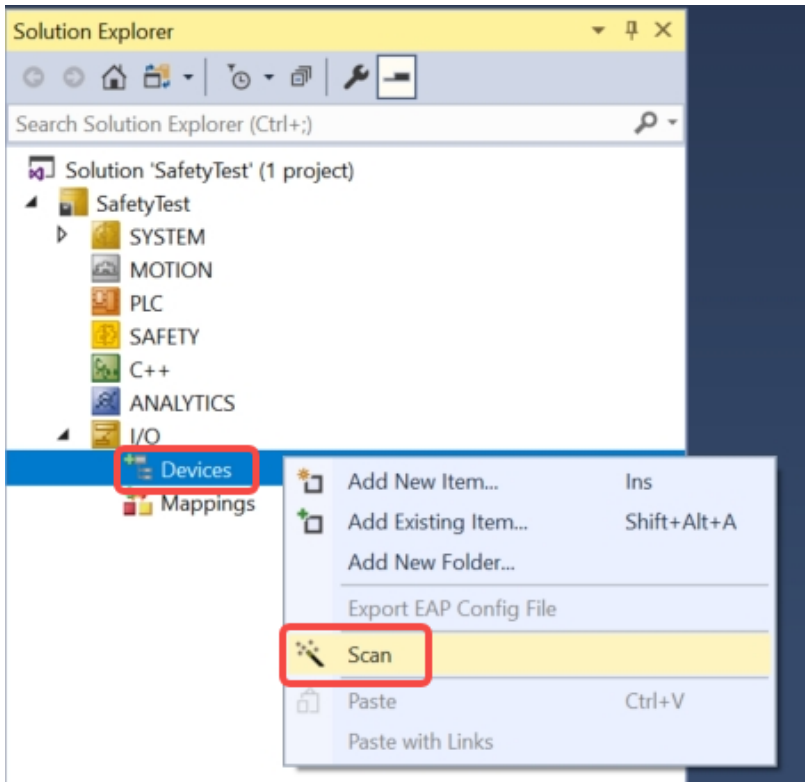 Solution Explorer
Search Solution Explorer (Ctrl+;)
Solution 'SafetyTest' (1 project)
SafetyTest
SYSTEM
MOTION
PLC
SAFETY
C++
ANALYTICS
I/O
Devices
Mappings
Add New Item... Ins
Add Existing Item... Shift+Alt+A
Add New Folder...
Export EAP Config File
Scan
Paste Ctrl+V
Paste with Links